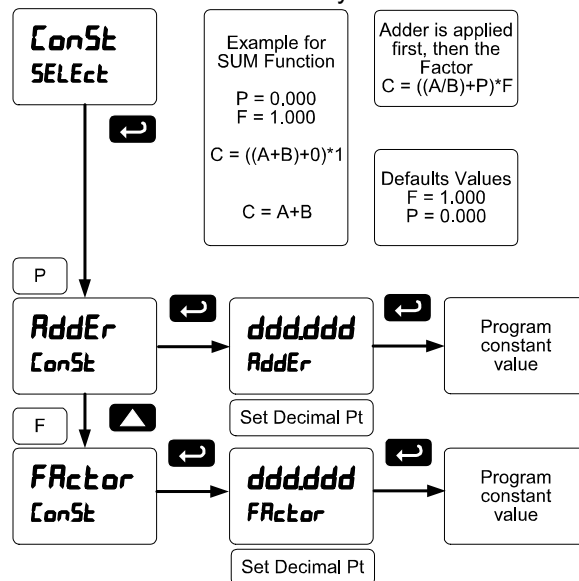 ConSt
SELEct
Example for
SUM Function
P = 0.000
F = 1.000
C = ((A+B)+0)*1
C = A+B
Adder is applied
first, then the
Factor
C = ((A/B)+P)*F
Defaults Values
F = 1.000
P = 0.000
P
AddEr
ConSt
ddd.ddd
AddEr
Set Decimal Pt
Program
constant
value
F
FActor
ConSt
ddd.ddd
FActor
Set Decimal Pt
Program
constant
value